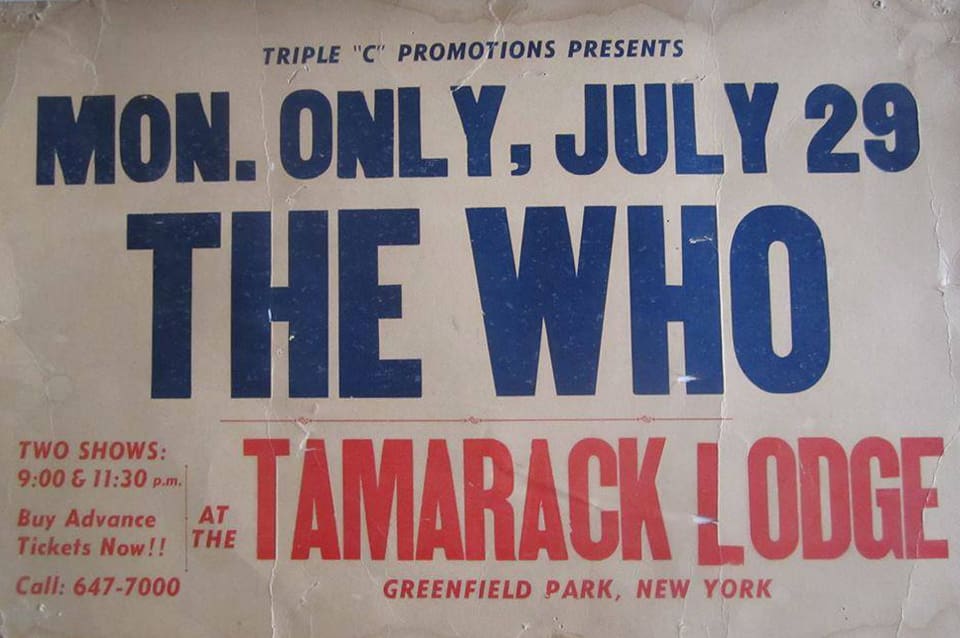 TRIPLE "C" PROMOTIONS PRESENTS
MON. ONLY, JULY 29
THE WHO
TWO SHOWS:
9:00 & 11:30 p.m.
Buy Advance
Tickets Now!!
Call: 647-7000
AT
THE
TAMARACK LODGE
GREENFIELD PARK, NEW YORK